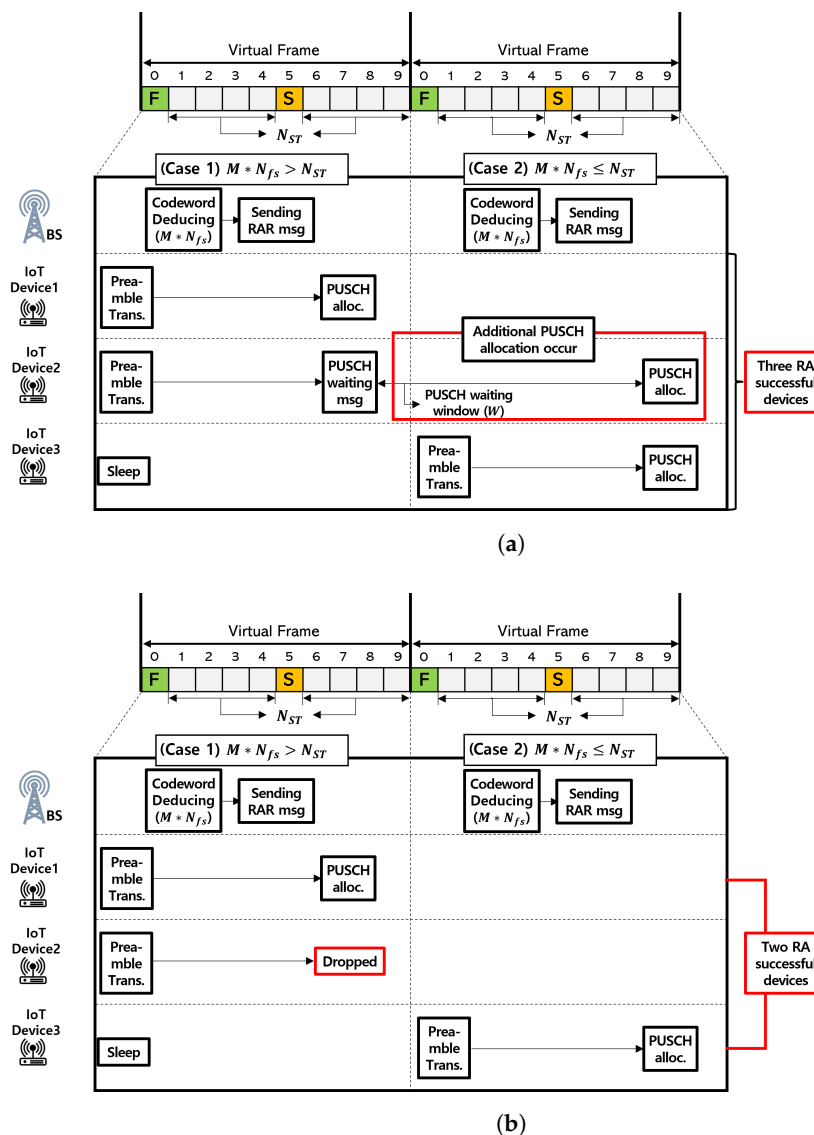 Virtual Frame
Virtual Frame
0 1 2 3 4 5 6 7 8 9 0 1 2 3 4 5 6 7 8 9
F S F S
N_ST N_ST
(Case 1) M * N_fs > N_ST
(Case 2) M * N_fs ≤ N_ST
BS
Codeword
Deducing
(M * N_fs)
Sending
RAR msg
Codeword
Deducing
(M * N_fs)
Sending
RAR msg
IoT
Device1
Pre-
amble
Trans.
PUSCH
alloc.
IoT
Device2
Pre-
amble
Trans.
PUSCH
waiting
msg
Additional PUSCH
allocation occur
PUSCH waiting
window (W)
PUSCH
alloc.
Three RA
successful
devices
IoT
Device3
Sleep
Pre-
amble
Trans.
PUSCH
alloc.
(a)
Virtual Frame
Virtual Frame
0 1 2 3 4 5 6 7 8 9 0 1 2 3 4 5 6 7 8 9
F S F S
N_ST N_ST
(Case 1) M * N_fs > N_ST
(Case 2) M * N_fs ≤ N_ST
BS
Codeword
Deducing
(M * N_fs)
Sending
RAR msg
Codeword
Deducing
(M * N_fs)
Sending
RAR msg
IoT
Device1
Pre-
amble
Trans.
PUSCH
alloc.
IoT
Device2
Pre-
amble
Trans.
Dropped
Two RA
successful
devices
IoT
Device3
Sleep
Pre-
amble
Trans.
PUSCH
alloc.
(b)